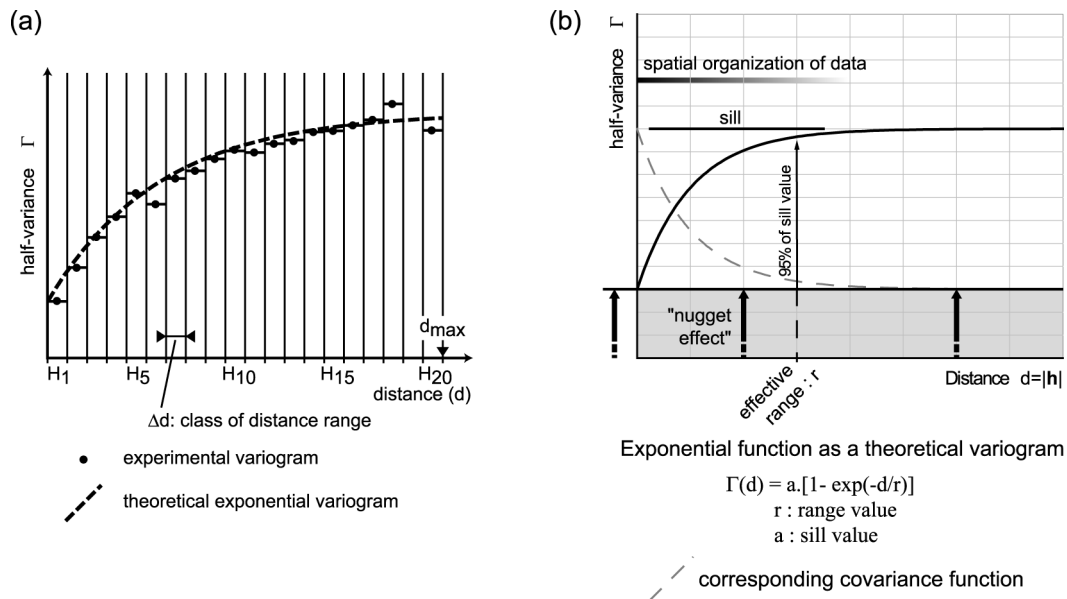 (a)
half-variance Γ
dmax
H1 H5 H10 H15 H20
distance (d)
Δd: class of distance range
experimental variogram
theoretical exponential variogram
(b)
half-variance Γ
spatial organization of data
sill
95% of sill value
"nugget
effect"
effective
range : r
Distance d=|h|
Exponential function as a theoretical variogram
Γ(d) = a.[1- exp(-d/r)]
r : range value
a : sill value
corresponding covariance function